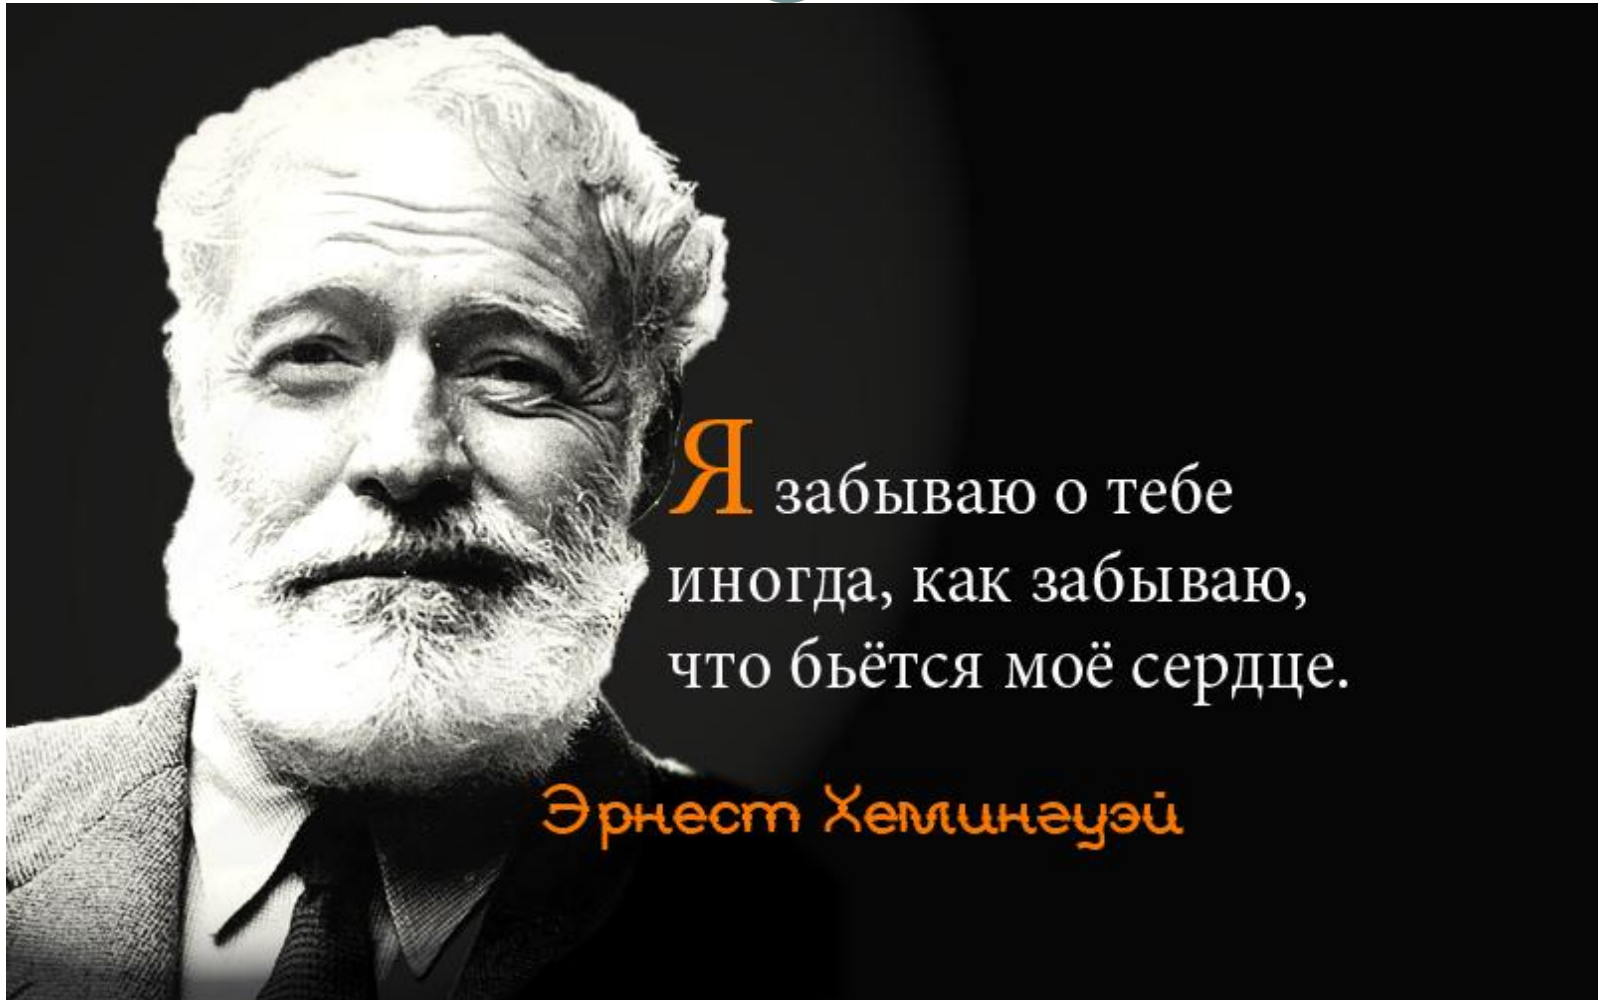 Я забываю о тебе
иногда, как забываю,
что бьётся моё сердце.
Эрнест Хемингуэй